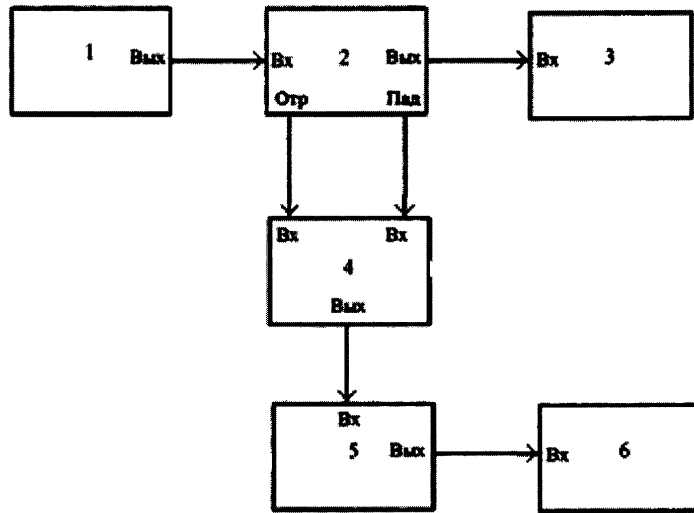 1 Вых
Вх 2 Вых
Отр Пад
Вх 3
Вх Вх
4
Вых
Вх
5 Вых
Вх 6